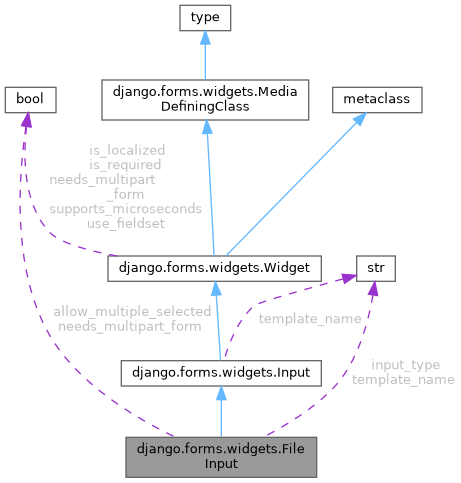 type
django.forms.widgets.Media
DefiningClass
bool
metaclass
is_localized
is_required
needs_multipart
_form
supports_microseconds
use_fieldset
django.forms.widgets.Widget
str
allow_multiple_selected
needs_multipart_form
template_name
django.forms.widgets.Input
input_type
template_name
django.forms.widgets.File
Input